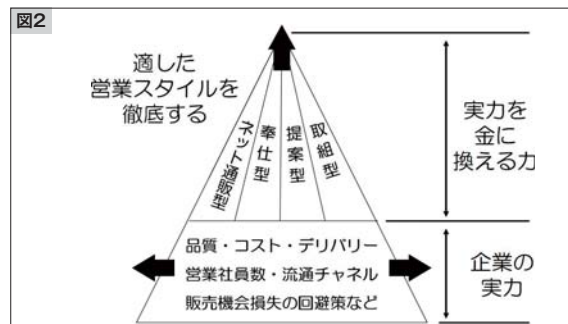 図2
適した
営業スタイルを
徹底する
ネット通販型
奉仕型
提案型
取組型
実力を
金に
換える力
品質・コスト・デリバリー
営業社員数・流通チャネル
販売機会損失の回避策など
企業の
実力